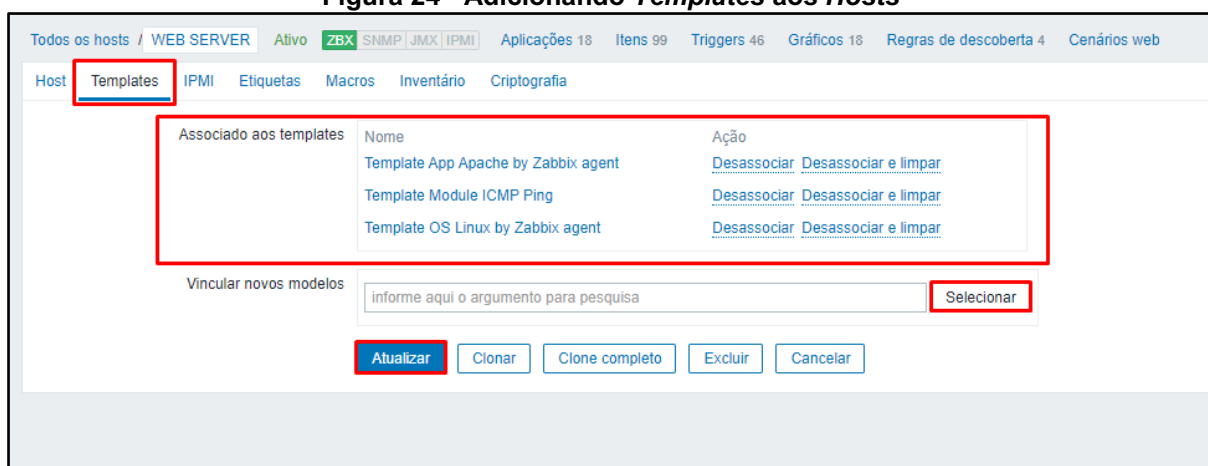 Figura 24 - Adicionando Templates aos Hosts
Todos os hosts / WEB SERVER Ativo ZBX SNMP JMX IPMI Aplicações 18 Itens 99 Triggers 46 Gráficos 18 Regras de descoberta 4 Cenários web
Host Templates IPMI Etiquetas Macros Inventário Criptografia
Associado aos templates Nome Ação
Template App Apache by Zabbix agent Desassociar Desassociar e limpar
Template Module ICMP Ping Desassociar Desassociar e limpar
Template OS Linux by Zabbix agent Desassociar Desassociar e limpar
Vincular novos modelos informe aqui o argumento para pesquisa Selecionar
Atualizar Clonar Clone completo Excluir Cancelar